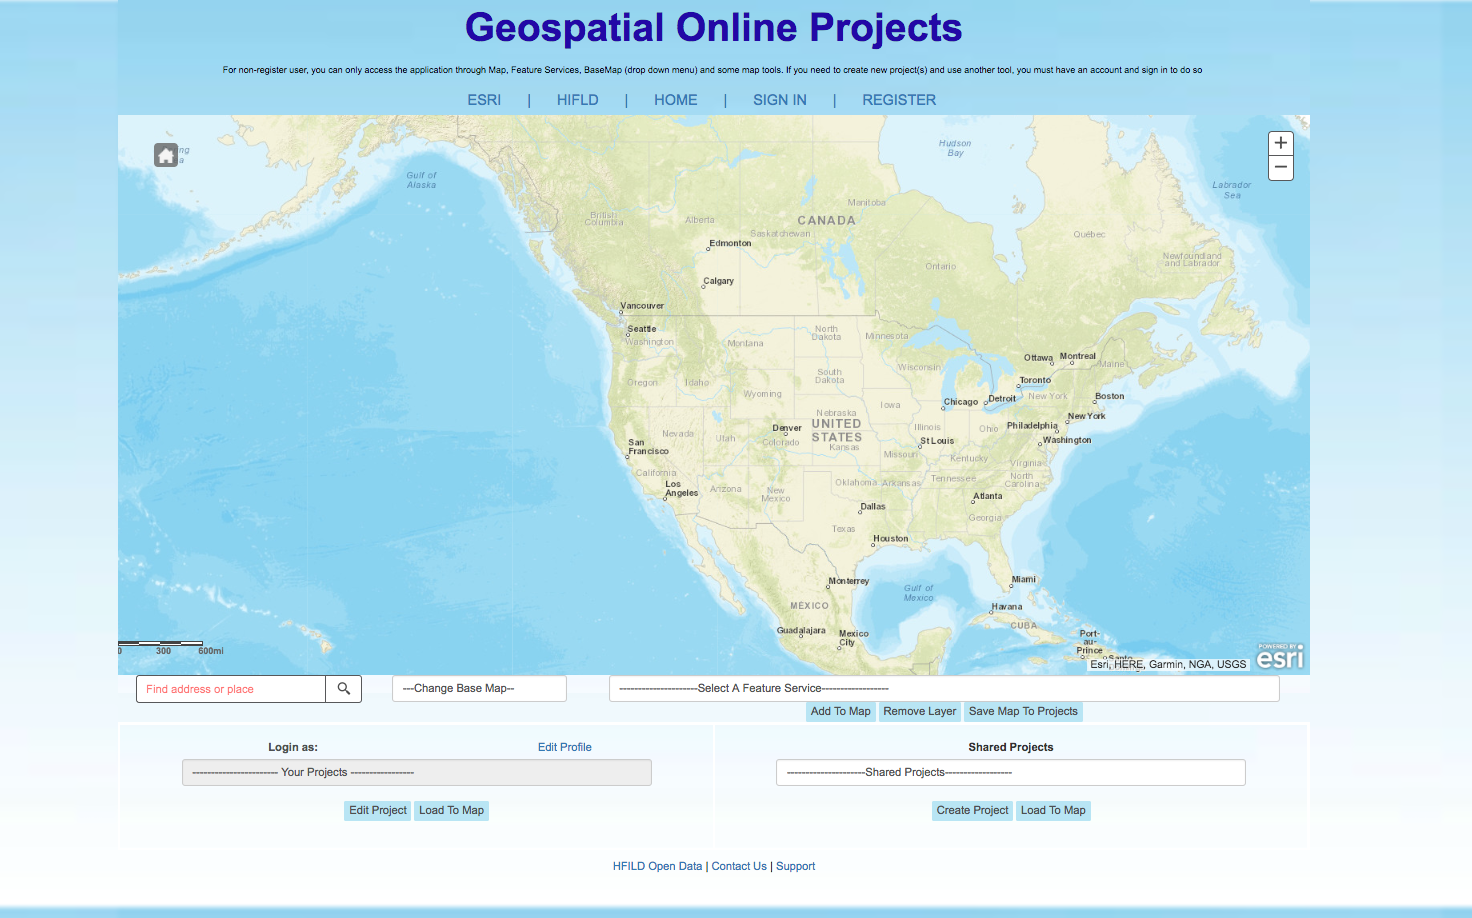 Geospatial Online Projects
For non-register user, you can only access the application through Map, Feature Services, BaseMap (drop down menu) and some map tools. If you need to create new project(s) and use another tool, you must have an account and sign in to do so
ESRI | HIFLD | HOME | SIGN IN | REGISTER
+
−
Hudson
Bay
Gulf of
Alaska
Labrador
Sea
British
Columbia
Alberta
Manitoba
CANADA
Saskatchewan
Québec
Edmonton
Newfoundland
and Labrador
Ontario
Calgary
Vancouver
Seattle
Washington
North
Dakota
Minnesota
Montana
Ottawa
Montreal
Maine
Wisconsin
South
Dakota
Toronto
Oregon
Idaho
Wyoming
Chicago
Detroit
New York
Boston
Iowa
Nebraska
New York
UNITED
STATES
Denver
Colorado
Illinois
Ohio
Philadelphia
Nevada
Utah
Kansas
St Louis
Washington
San
Francisco
Missouri
Kentucky
Virginia
California
Los
Angeles
Arizona
New
Mexico
Oklahoma
Arkansas
Tennessee
North
Carolina
Atlanta
Dallas
Georgia
Texas
Houston
Monterrey
Miami
Gulf of
Mexico
MÉXICO
Havana
CUBA
Guadalajara
Mexico
City
Port-
au-
Prince
Santo
0 300 600mi
Esri, HERE, Garmin, NGA, USGS
POWERED BY
esri
Find address or place
---Change Base Map--
---------------------Select A Feature Service------------------
Add To Map Remove Layer Save Map To Projects
Login as: Edit Profile
----------------------- Your Projects -----------------
Edit Project Load To Map
Shared Projects
---------------------Shared Projects------------------
Create Project Load To Map
HFILD Open Data | Contact Us | Support